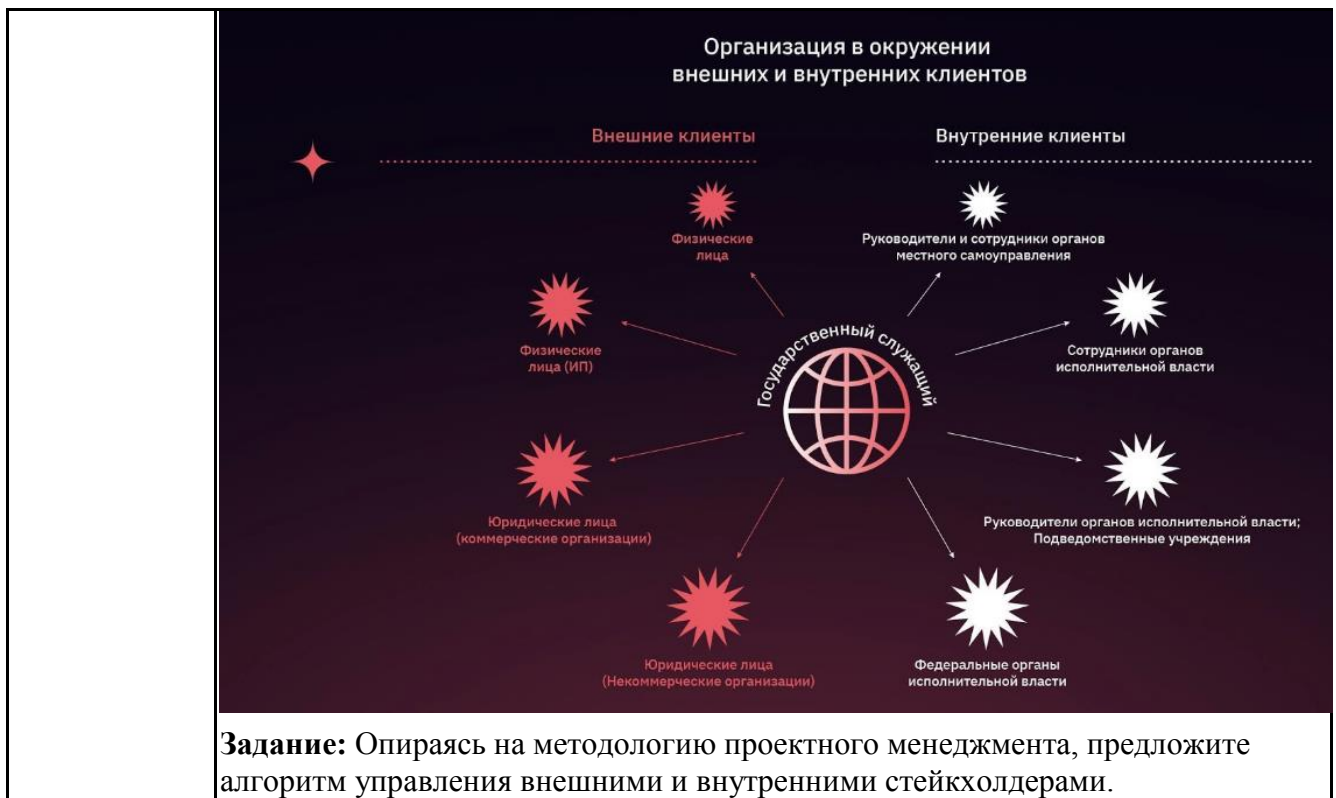 Организация в окружении
внешних и внутренних клиентов
Внешние клиенты
Внутренние клиенты
Физические
лица
Руководители и сотрудники органов
местного самоуправления
Физические
лица (ИП)
Государственный служащий
Сотрудники органов
исполнительной власти
Юридические лица
(коммерческие организации)
Руководители органов исполнительной власти;
Подведомственные учреждения
Юридические лица
(Некоммерческие организации)
Федеральные органы
исполнительной власти
Задание: Опираясь на методологию проектного менеджмента, предложите
алгоритм управления внешними и внутренними стейкхолдерами.